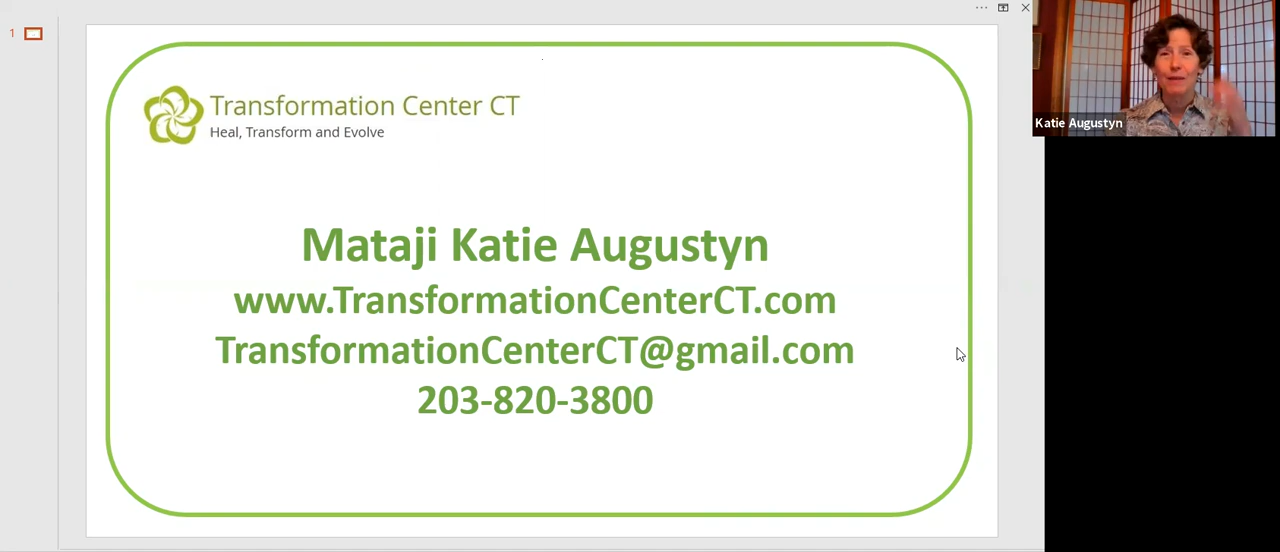 1
Transformation Center CT
Heal, Transform and Evolve
Mataji Katie Augustyn
www.TransformationCenterCT.com
TransformationCenterCT@gmail.com
203-820-3800
Katie Augustyn